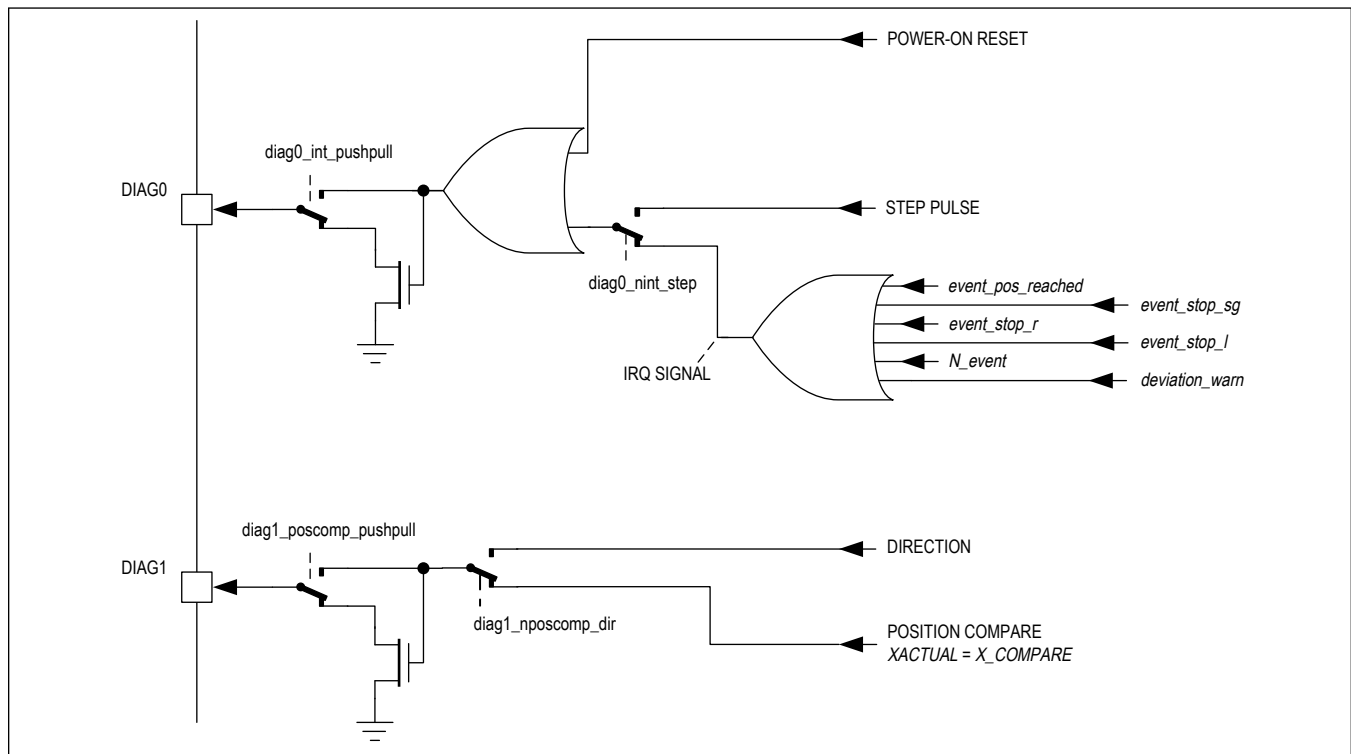 POWER-ON RESET
diag0_int_pushpull
DIAG0
STEP PULSE
diag0_nint_step
event_pos_reached
event_stop_sg
event_stop_r
event_stop_l
N_event
IRQ SIGNAL
deviation_warn
diag1_poscomp_pushpull
DIRECTION
DIAG1
diag1_nposcomp_dir
POSITION COMPARE
XACTUAL = X_COMPARE